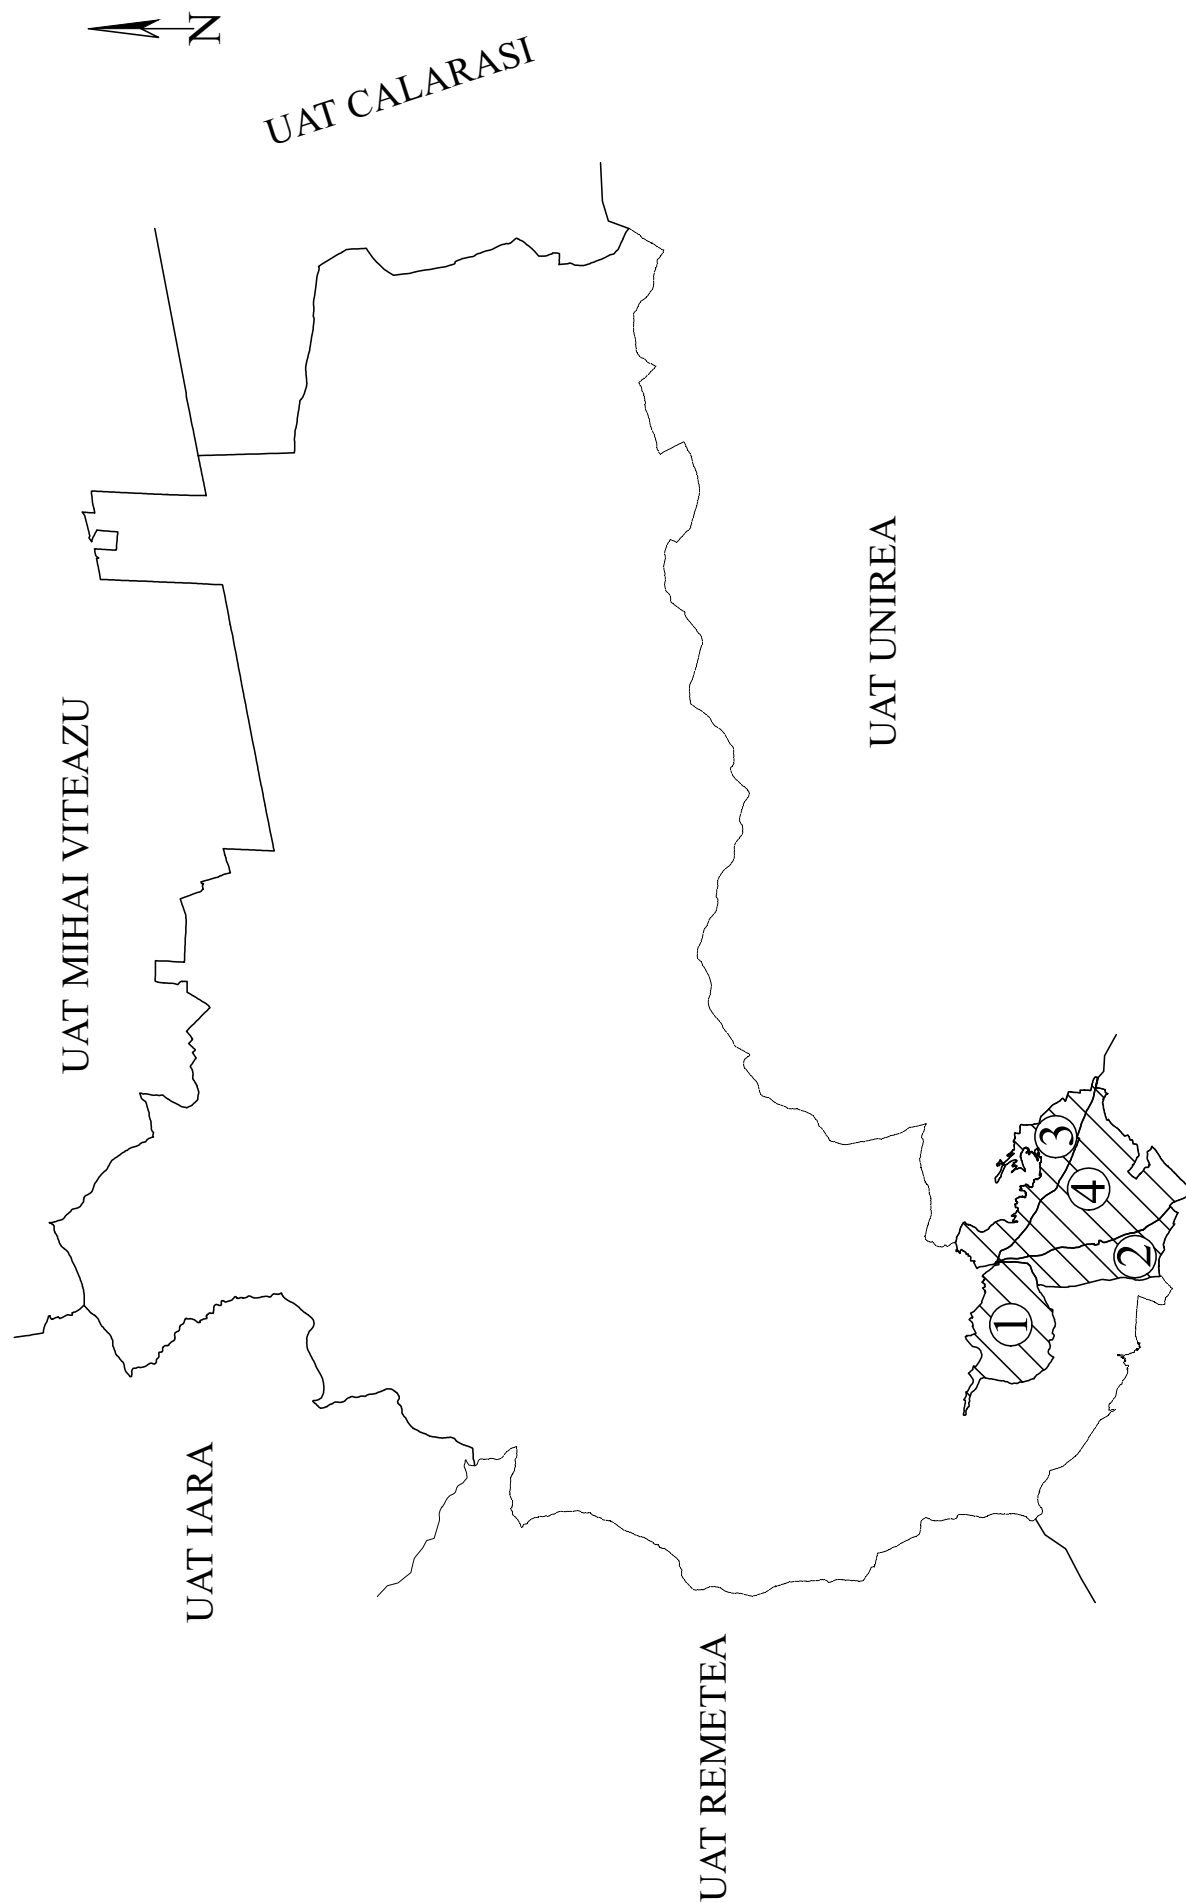 N
UAT CALARASI
UAT MIHAI VITEAZU
UAT UNIREA
UAT IARA
UAT REMETEA
3
4
2
1